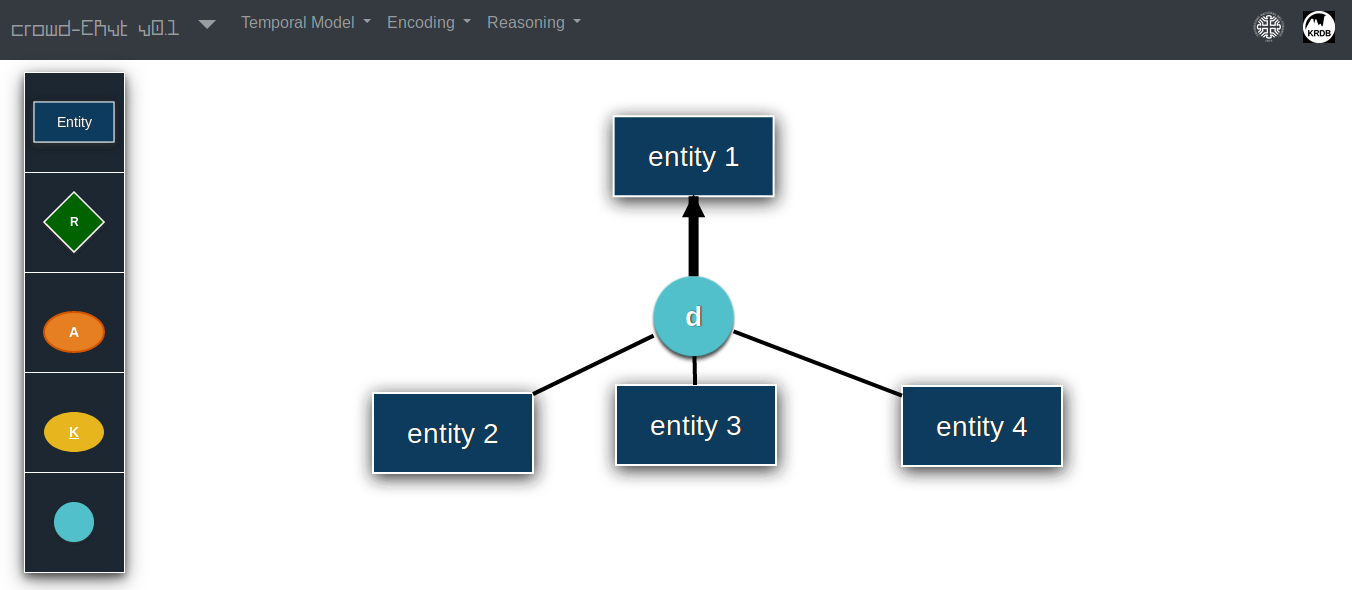 crowd-ERvt v0.1
Temporal Model
Encoding
Reasoning
KRDB
Entity
R
A
K
entity 1
d
entity 2
entity 3
entity 4